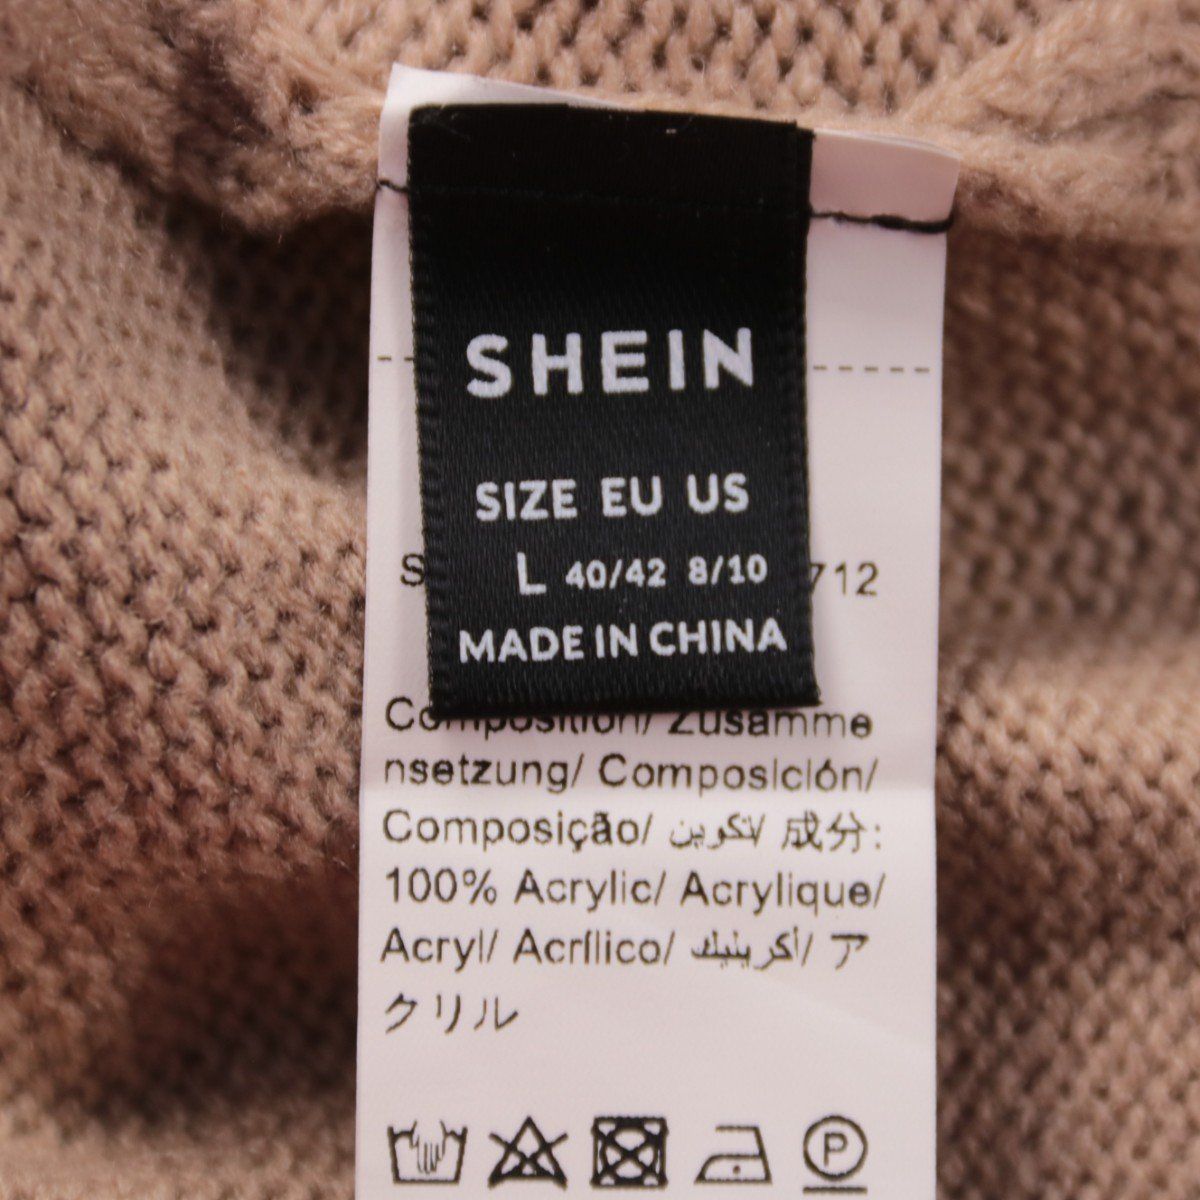 SHEIN
SIZE EU US
L 40/42 8/10
MADE IN CHINA
712
Composition/ Zusamme
nsetzung/ Composición/
Composição/ تكوين/ 成分:
100% Acrylic/ Acrylique/
Acryl/ Acrílico/ أكرينيك/ ア
クリル
P